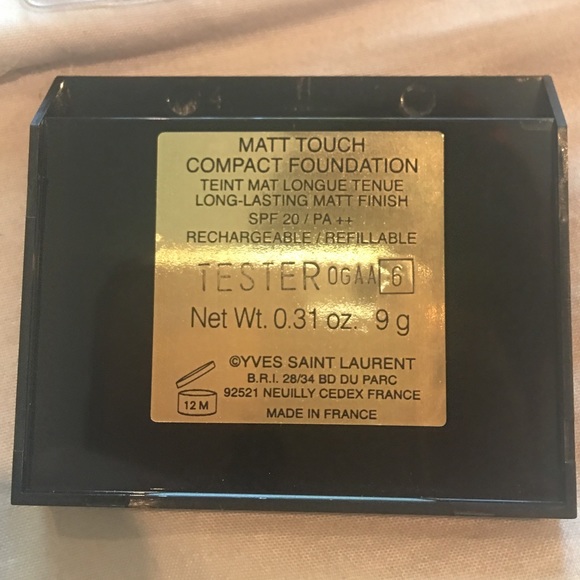 MATT TOUCH
COMPACT FOUNDATION
TEINT MAT LONGUE TENUE
LONG-LASTING MATT FINISH
SPF 20 / PA ++
RECHARGEABLE / REFILLABLE
TESTER OGAA 6
Net Wt. 0.31 oz. 9 g
©YVES SAINT LAURENT
B.R.I. 28/34 BD DU PARC
92521 NEUILLY CEDEX FRANCE
12 M
MADE IN FRANCE